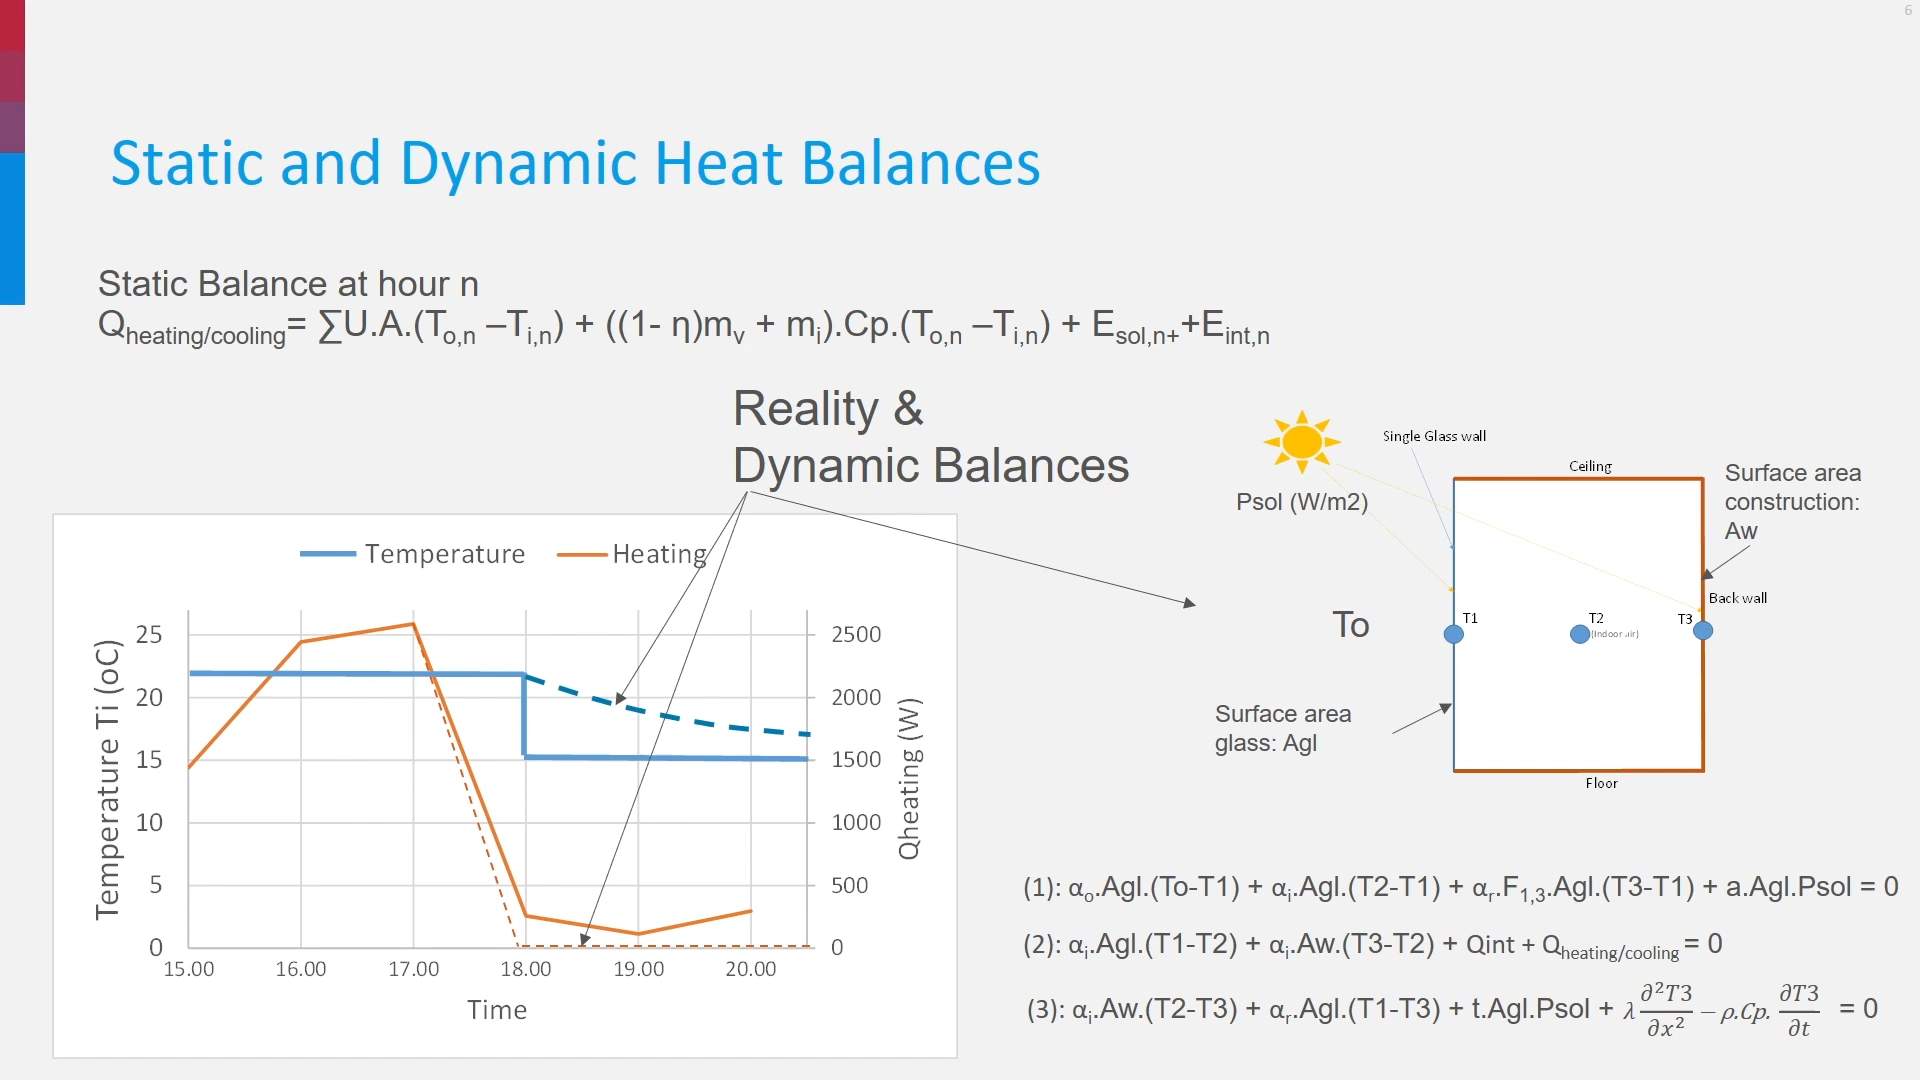 6
Static and Dynamic Heat Balances
Static Balance at hour n
Qheating/cooling= ∑U.A.(To,n –Ti,n) + ((1- η)mv + mi).Cp.(To,n –Ti,n) + Esol,n++Eint,n
Reality &
Dynamic Balances
Temperature
Heating
Temperature Ti (oC)
25
20
15
10
5
0
2500
2000
1500
1000
500
0
Qheating (W)
15.00
16.00
17.00
18.00
19.00
20.00
Time
Single Glass wall
Ceiling
Surface area
construction:
Aw
Psol (W/m2)
Back wall
To
T1
T2
(Indoor air)
T3
Surface area
glass: Agl
Floor
(1): αo.Agl.(To-T1) + αi.Agl.(T2-T1) + αr.F1,3.Agl.(T3-T1) + a.Agl.Psol = 0
(2): αi.Agl.(T1-T2) + αi.Aw.(T3-T2) + Qint + Qheating/cooling = 0
(3): αi.Aw.(T2-T3) + αr.Agl.(T1-T3) + t.Agl.Psol + λ ∂²T3/∂x² − ρ.Cp. ∂T3/∂t = 0